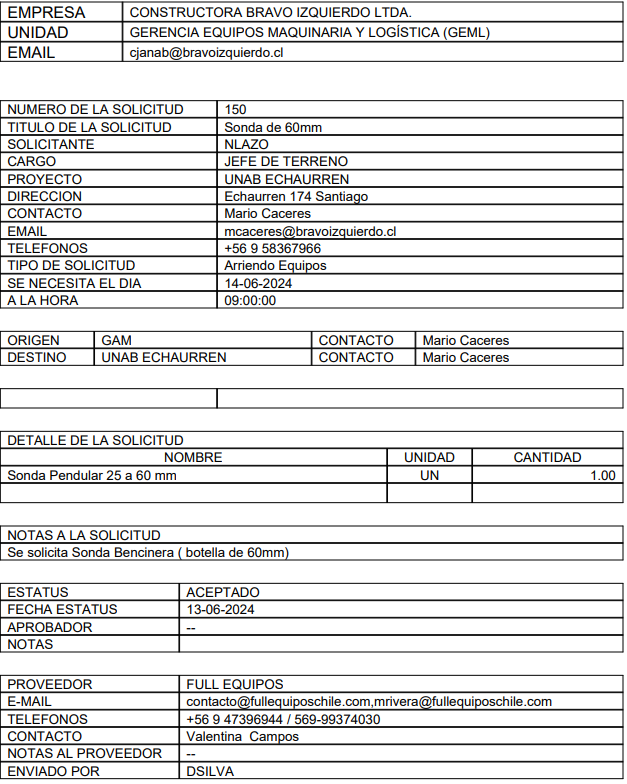 EMPRESA CONSTRUCTORA BRAVO IZQUIERDO LTDA.
UNIDAD GERENCIA EQUIPOS MAQUINARIA Y LOGÍSTICA (GEML)
EMAIL cjanab@bravoizquierdo.cl
NUMERO DE LA SOLICITUD 150
TITULO DE LA SOLICITUD Sonda de 60mm
SOLICITANTE NLAZO
CARGO JEFE DE TERRENO
PROYECTO UNAB ECHAURREN
DIRECCION Echaurren 174 Santiago
CONTACTO Mario Caceres
EMAIL mcaceres@bravoizquierdo.cl
TELEFONOS +56 9 58367966
TIPO DE SOLICITUD Arriendo Equipos
SE NECESITA EL DIA 14-06-2024
A LA HORA 09:00:00
ORIGEN GAM CONTACTO Mario Caceres
DESTINO UNAB ECHAURREN CONTACTO Mario Caceres
DETALLE DE LA SOLICITUD
NOMBRE UNIDAD CANTIDAD
Sonda Pendular 25 a 60 mm UN 1.00
NOTAS A LA SOLICITUD
Se solicita Sonda Bencinera ( botella de 60mm)
ESTATUS ACEPTADO
FECHA ESTATUS 13-06-2024
APROBADOR --
NOTAS
PROVEEDOR FULL EQUIPOS
E-MAIL contacto@fullequiposchile.com,mrivera@fullequiposchile.com
TELEFONOS +56 9 47396944 / 569-99374030
CONTACTO Valentina Campos
NOTAS AL PROVEEDOR --
ENVIADO POR DSILVA